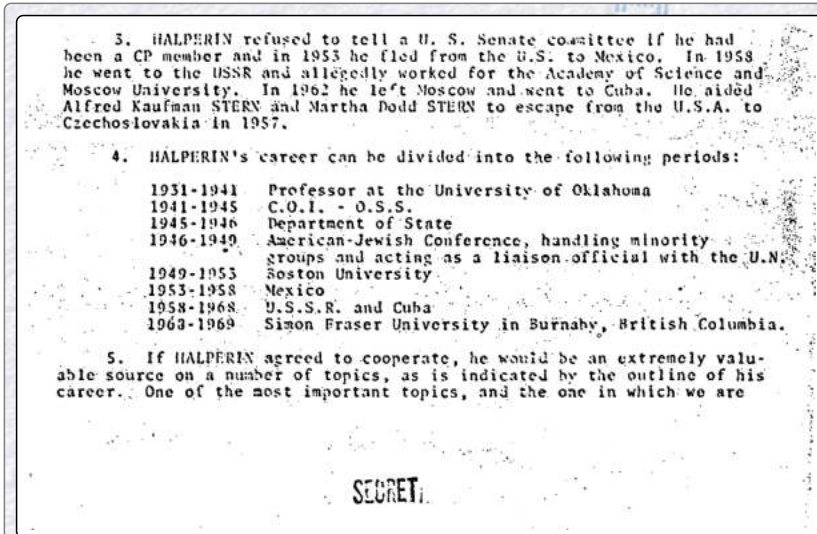 3. HALPERIN refused to tell a U. S. Senate committee if he had
been a CP member and in 1953 he fled from the U.S. to Mexico. In 1958
he went to the USSR and allegedly worked for the Academy of Science and
Moscow University. In 1962 he left Moscow and went to Cuba. He aided
Alfred Kaufman STERN and Martha Dodd STERN to escape from the U.S.A. to
Czechoslovakia in 1957.
4. HALPERIN's career can be divided into the following periods:
1931-1941 Professor at the University of Oklahoma
1941-1945 C.O.I. - O.S.S.
1945-1946 Department of State
1946-1949 American-Jewish Conference, handling minority
groups and acting as a liaison official with the U.N.
1949-1953 Boston University
1953-1958 Mexico
1958-1968 U.S.S.R. and Cuba
1968-1969 Simon Fraser University in Burnaby, British Columbia.
5. If HALPERIN agreed to cooperate, he would be an extremely valu-
able source on a number of topics, as is indicated by the outline of his
career. One of the most important topics, and the one in which we are
SECRET